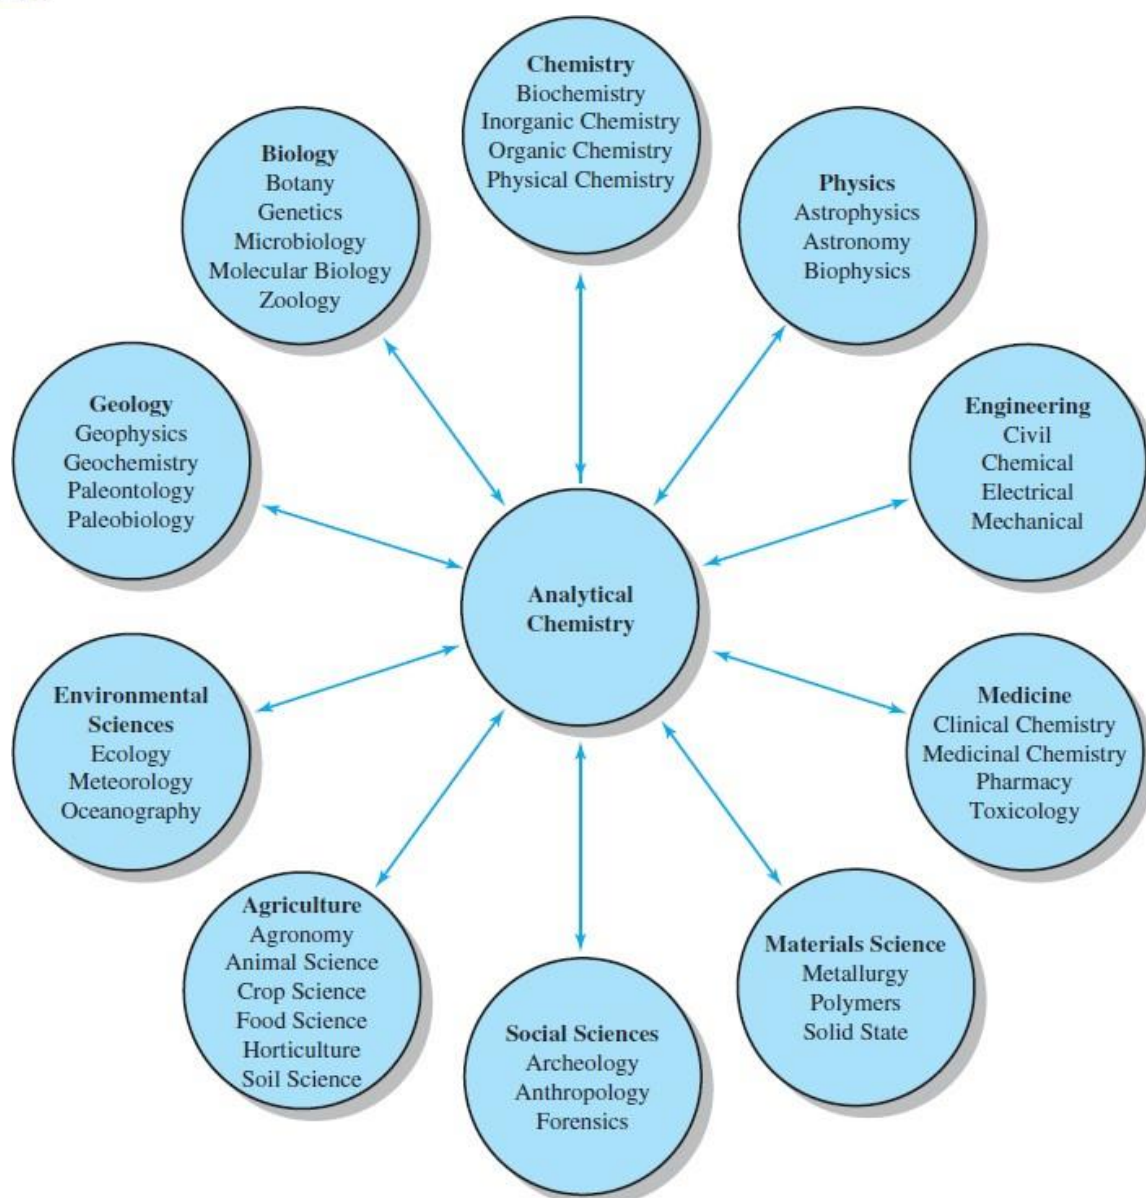 Chemistry
Biochemistry
Inorganic Chemistry
Organic Chemistry
Physical Chemistry
Physics
Astrophysics
Astronomy
Biophysics
Engineering
Civil
Chemical
Electrical
Mechanical
Medicine
Clinical Chemistry
Medicinal Chemistry
Pharmacy
Toxicology
Materials Science
Metallurgy
Polymers
Solid State
Social Sciences
Archeology
Anthropology
Forensics
Agriculture
Agronomy
Animal Science
Crop Science
Food Science
Horticulture
Soil Science
Environmental
Sciences
Ecology
Meteorology
Oceanography
Geology
Geophysics
Geochemistry
Paleontology
Paleobiology
Biology
Botany
Genetics
Microbiology
Molecular Biology
Zoology
Analytical
Chemistry